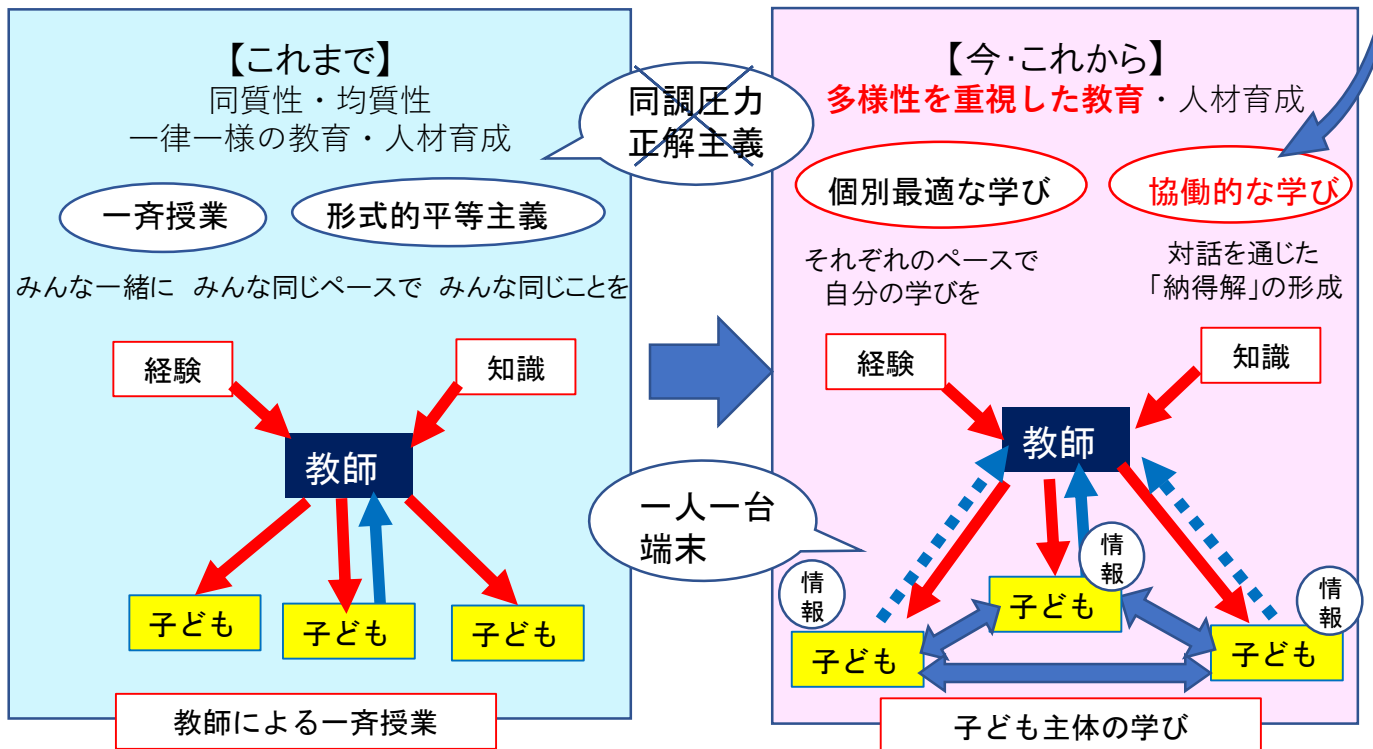 【これまで】
同質性・均質性
一律一様の教育・人材育成
一斉授業
形式的平等主義
みんな一緒に みんな同じペースで みんな同じことを
経験
知識
教師
子ども
子ども
子ども
教師による一斉授業
同調圧力
正解主義
一人一台
端末
【今・これから】
多様性を重視した教育・人材育成
個別最適な学び
協働的な学び
それぞれのペースで
自分の学びを
対話を通じた
「納得解」の形成
経験
知識
教師
情
報
子ども
情
報
子ども
情
報
子ども
子ども主体の学び